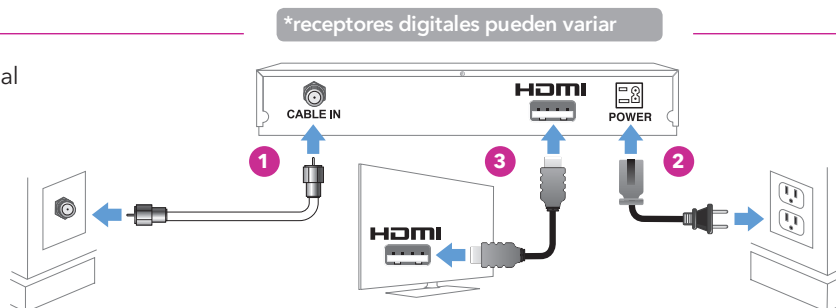 *receptores digitales pueden variar
al
HDMI
CABLE IN
POWER
1
3
2
HDMI